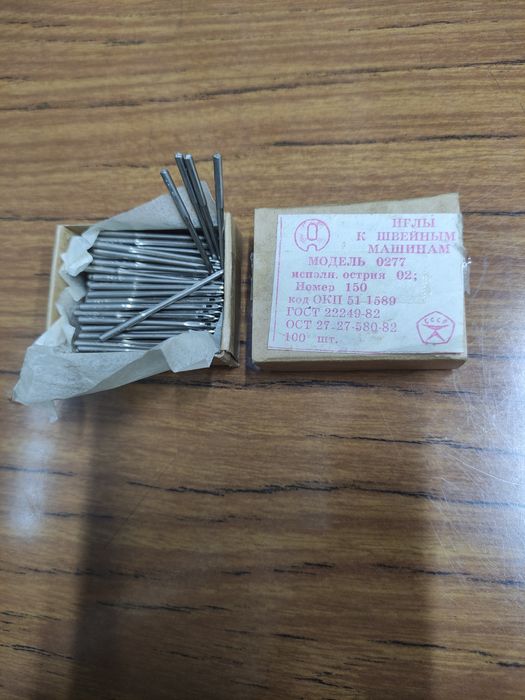 ИГЛЫ
К ШВЕЙНЫМ
МАШИНАМ
МОДЕЛЬ 0277
исполн. острия 02;
Номер 150
код ОКП 51 1589
ГОСТ 22249-82
ОСТ 27-27-580-82
100 шт.
СССР